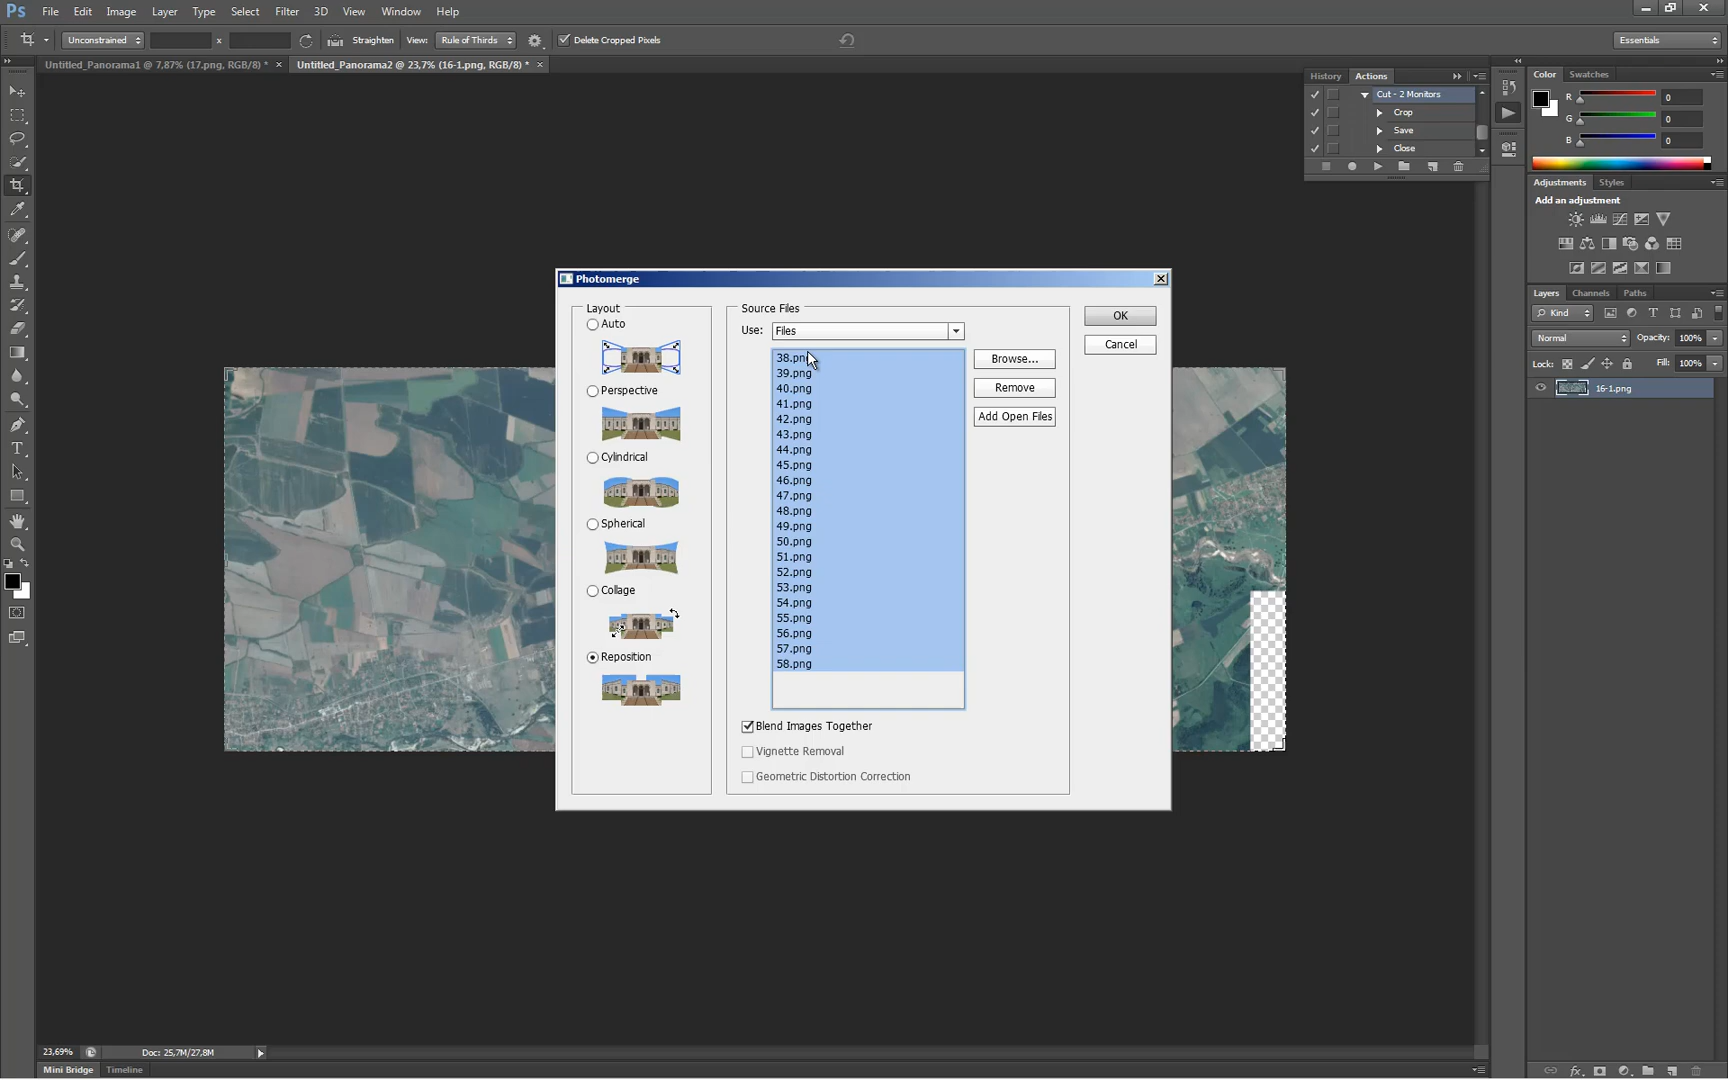 Ps File Edit Image Layer Type Select Filter 3D View Window Help
Unconstrained x Straighten View: Rule of Thirds Delete Cropped Pixels Essentials
Untitled_Panorama1 @ 7,87% (17.png, RGB/8) * × Untitled_Panorama2 @ 23,7% (16-1.png, RGB/8) * ×
History Actions
Cut - 2 Monitors
Crop
Save
Close
Color Swatches
R 0
G 0
B 0
Adjustments Styles
Add an adjustment
Layers Channels Paths
Kind
Normal Opacity: 100%
Lock: Fill: 100%
16-1.png
Photomerge
Layout
Auto
Perspective
Cylindrical
Spherical
Collage
Reposition
Source Files
Use: Files
38.png
39.png
40.png
41.png
42.png
43.png
44.png
45.png
46.png
47.png
48.png
49.png
50.png
51.png
52.png
53.png
54.png
55.png
56.png
57.png
58.png
Browse...
Remove
Add Open Files
Blend Images Together
Vignette Removal
Geometric Distortion Correction
OK
Cancel
23,69% Doc: 25,7M/27,8M
Mini Bridge Timeline